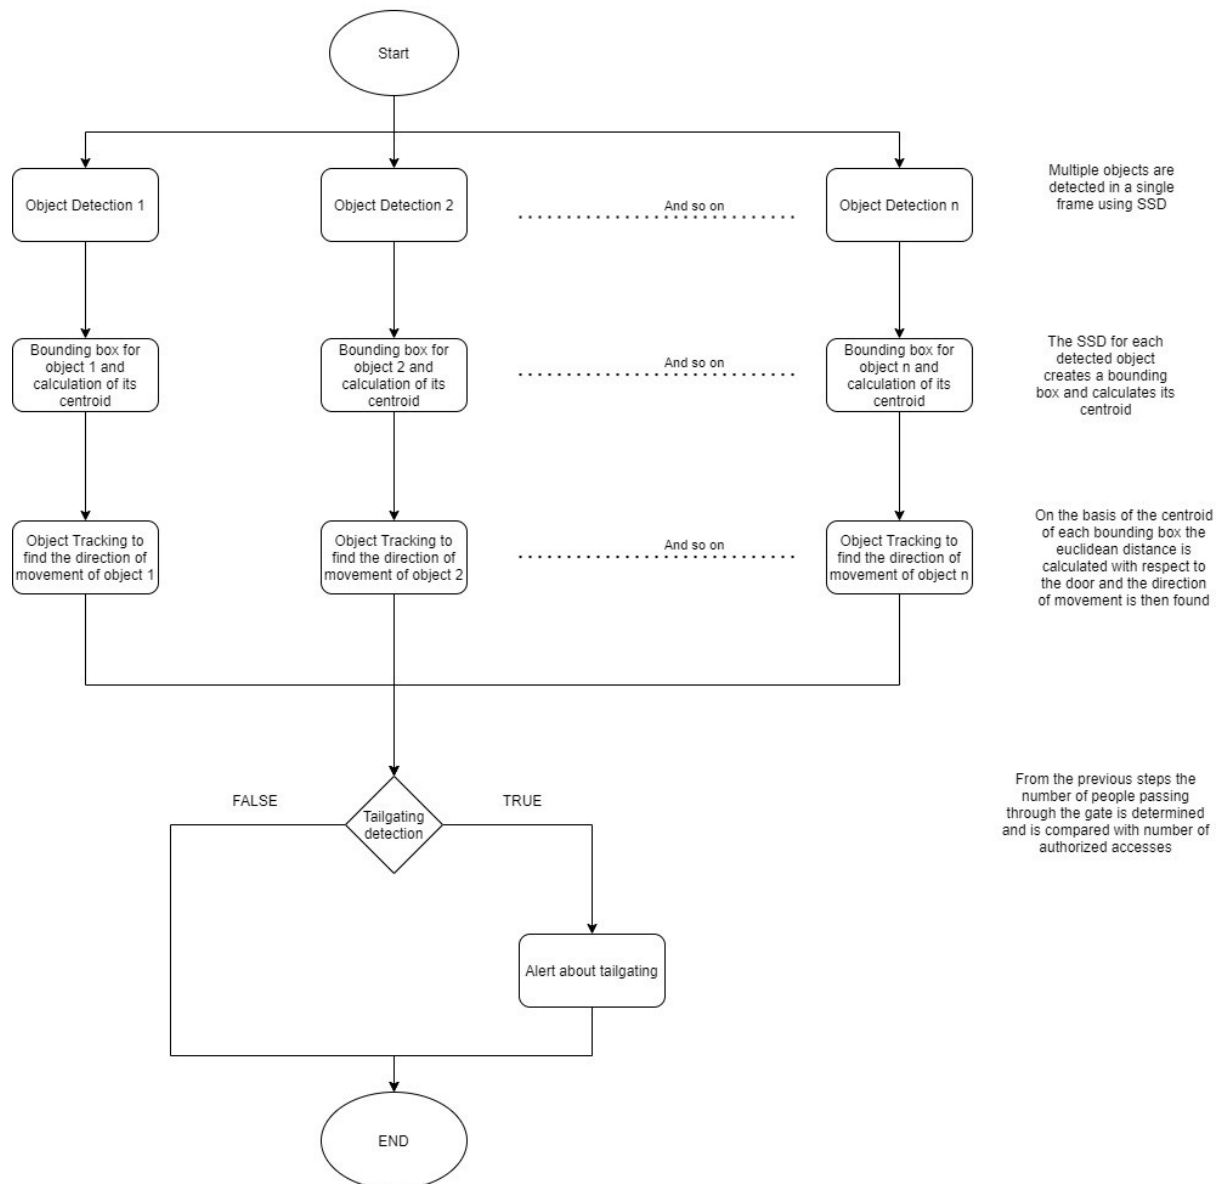 Start
Object Detection 1
Object Detection 2
And so on
Object Detection n
Multiple objects are
detected in a single
frame using SSD
Bounding box for
object 1 and
calculation of its
centroid
Bounding box for
object 2 and
calculation of its
centroid
And so on
Bounding box for
object n and
calculation of its
centroid
The SSD for each
detected object
creates a bounding
box and calculates its
centroid
Object Tracking to
find the direction of
movement of object 1
Object Tracking to
find the direction of
movement of object 2
And so on
Object Tracking to
find the direction of
movement of object n
On the basis of the centroid
of each bounding box the
euclidean distance is
calculated with respect to
the door and the direction
of movement is then found
FALSE
Tailgating
detection
TRUE
From the previous steps the
number of people passing
through the gate is determined
and is compared with number of
authorized accesses
Alert about tailgating
END